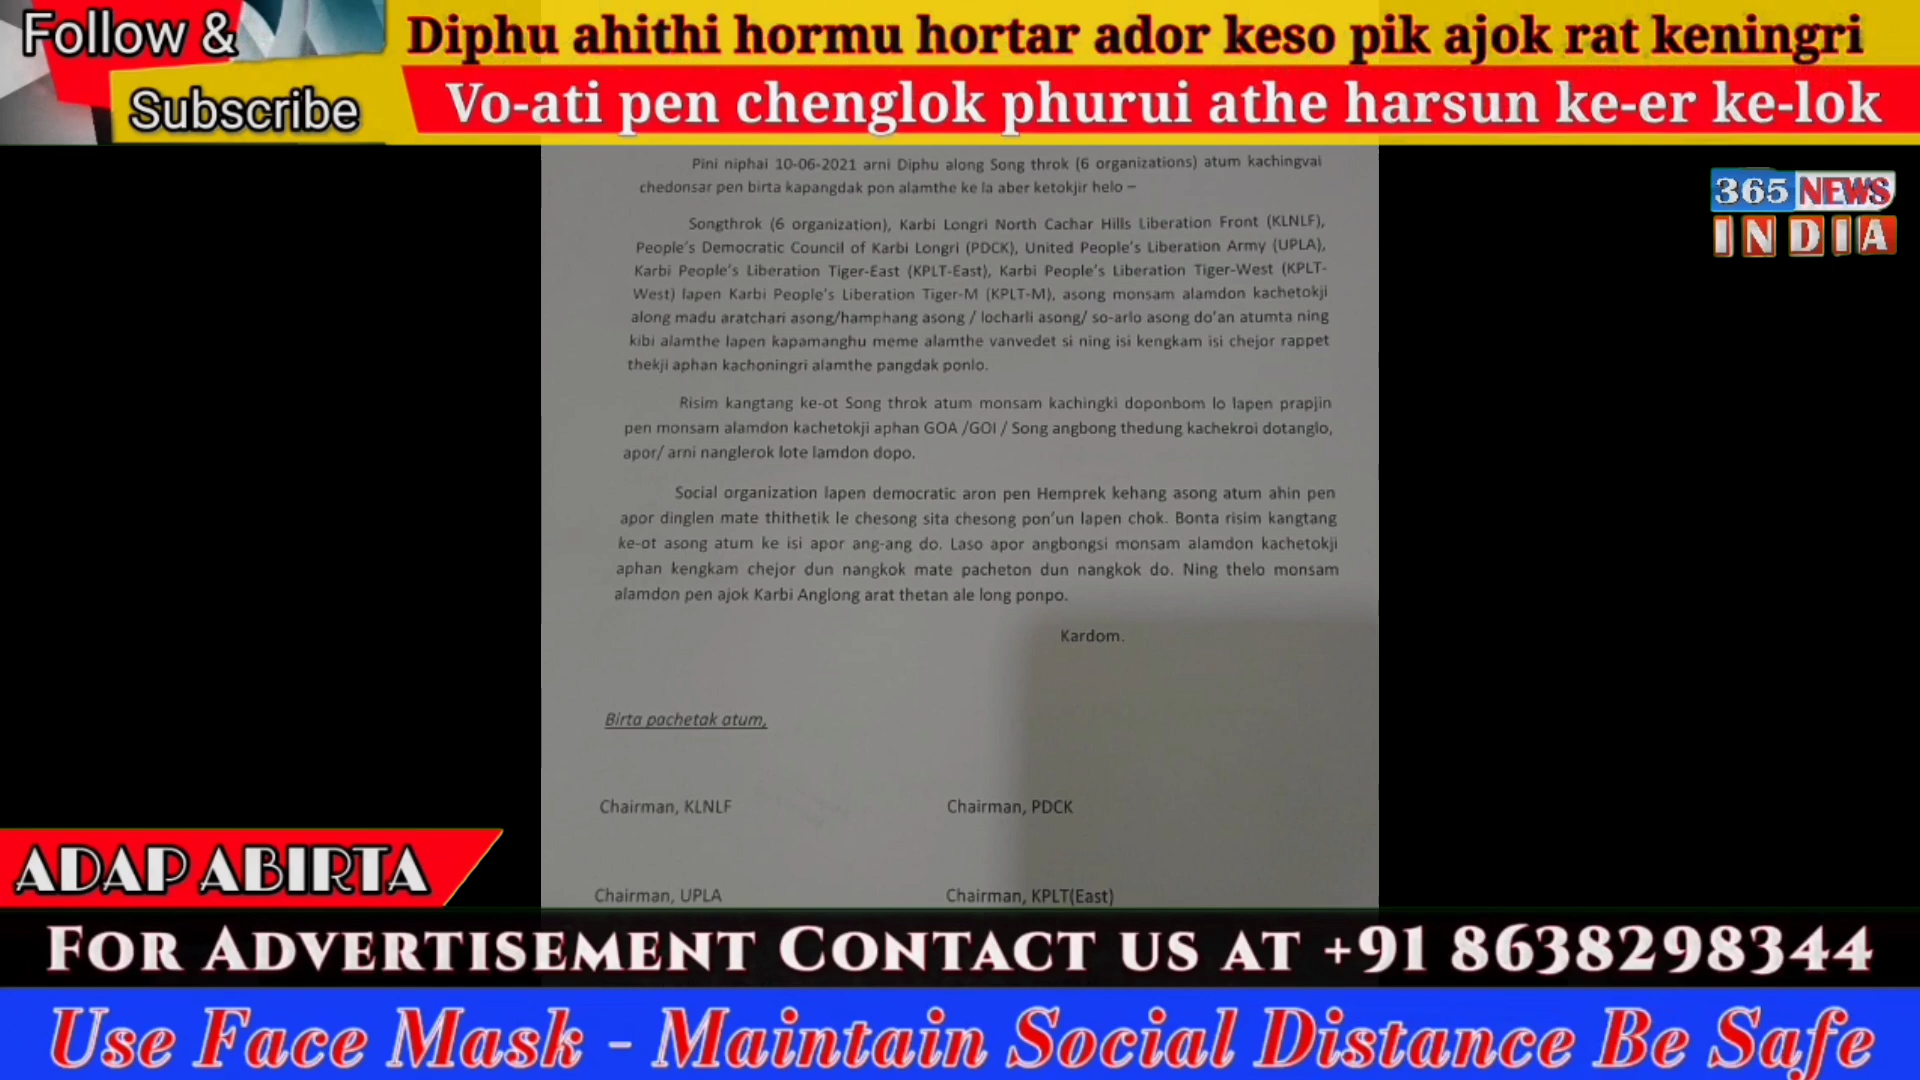 Follow &
Subscribe
Diphu ahithi hormu hortar ador keso pik ajok rat keningri
Vo-ati pen chenglok phurui athe harsun ke-er ke-lok
365 NEWS
INDIA
Pini niphai 10-06-2021 arni Diphu along Song throk (6 organizations) atum kachingvai
chedonsar pen birta kapangdak pon alamthe ke la aber ketokjir helo –
Songthrok (6 organization), Karbi Longri North Cachar Hills Liberation Front (KLNLF),
People's Democratic Council of Karbi Longri (PDCK), United People's Liberation Army (UPLA),
Karbi People's Liberation Tiger-East (KPLT-East), Karbi People's Liberation Tiger-West (KPLT-
West) lapen Karbi People's Liberation Tiger-M (KPLT-M), asong monsam alamdon kachetokji
along madu aratchari asong/hamphang asong / locharli asong/ so-arlo asong do'an atumta ning
kibi alamthe lapen kapamanghu meme alamthe vanvedet si ning isi kengkam isi chejor rappet
thekji aphan kachoningri alamthe pangdak ponlo.
Risim kangtang ke-ot Song throk atum monsam kachingki doponbom lo lapen prapjin
pen monsam alamdon kachetokji aphan GOA /GOI / Song angbong thedung kachekroi dotanglo,
apor/ arni nanglerok lote lamdon dopo.
Social organization lapen democratic aron pen Hemprek kehang asong atum ahin pen
apor dinglen mate thithetik le chesong sita chesong pon'un lapen chok. Bonta risim kangtang
ke-ot asong atum ke isi apor ang-ang do. Laso apor angbongsi monsam alamdon kachetokji
aphan kengkam chejor dun nangkok mate pacheton dun nangkok do. Ning thelo monsam
alamdon pen ajok Karbi Anglong arat thetan ale long ponpo.
Kardom.
Birta pachetak atum,
Chairman, KLNLF Chairman, PDCK
Chairman, UPLA Chairman, KPLT(East)
ADAP ABIRTA
For Advertisement Contact us at +91 8638298344
Use Face Mask - Maintain Social Distance Be Safe